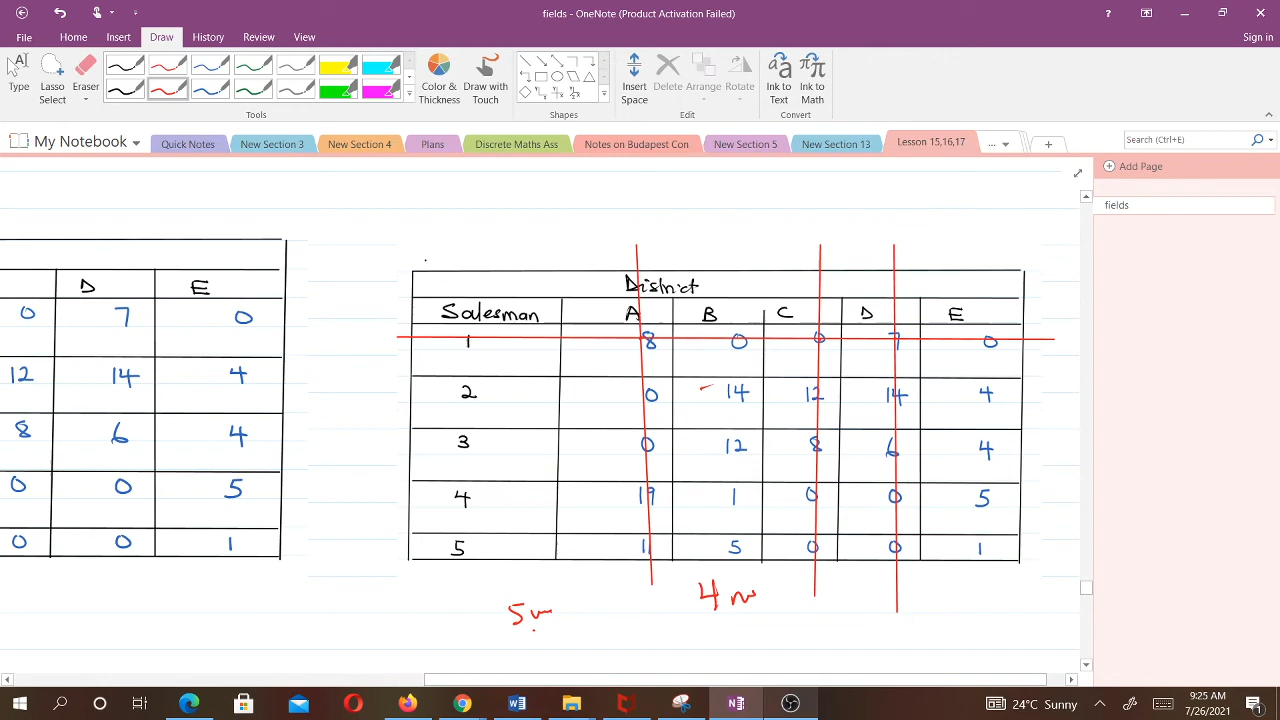 fields - OneNote (Product Activation Failed)
File Home Insert Draw History Review View Sign in
Type Lasso Select Eraser Color & Thickness Draw with Touch Insert Space Delete Arrange Rotate Ink to Text Ink to Math
Tools Shapes Edit Convert
My Notebook Quick Notes New Section 3 New Section 4 Plans Discrete Maths Ass Notes on Budapest Con New Section 5 New Section 13 Lesson 15,16,17 ... Search (Ctrl+E)
Add Page
fields
D E
0 7 0
12 14 4
8 6 4
0 0 5
0 0 1
District
Salesman A B C D E
1 8 0 0 7 0
2 0 14 12 14 4
3 0 12 8 6 4
4 19 1 0 0 5
5 11 5 0 0 1
4
5
24°C Sunny
9:25 AM
7/26/2021